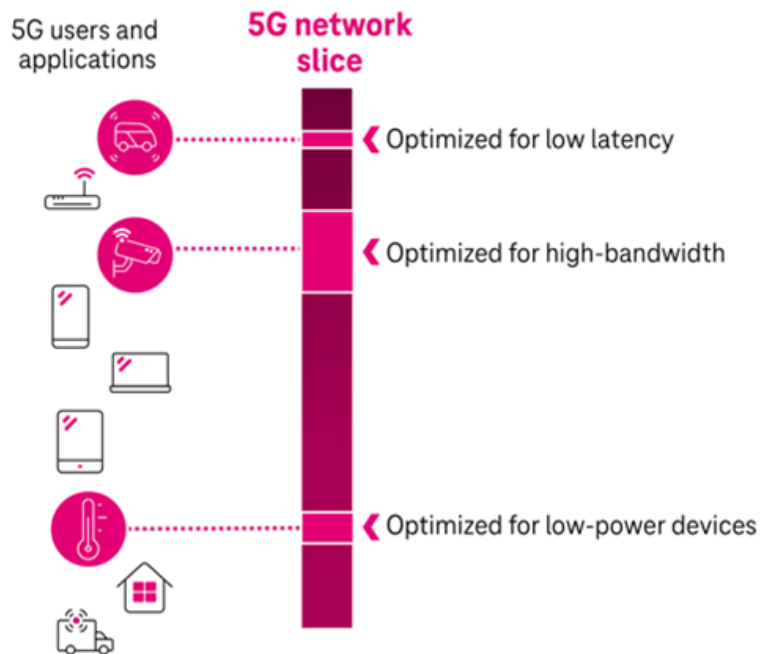 5G users and
applications
5G network
slice
Optimized for low latency
Optimized for high-bandwidth
Optimized for low-power devices